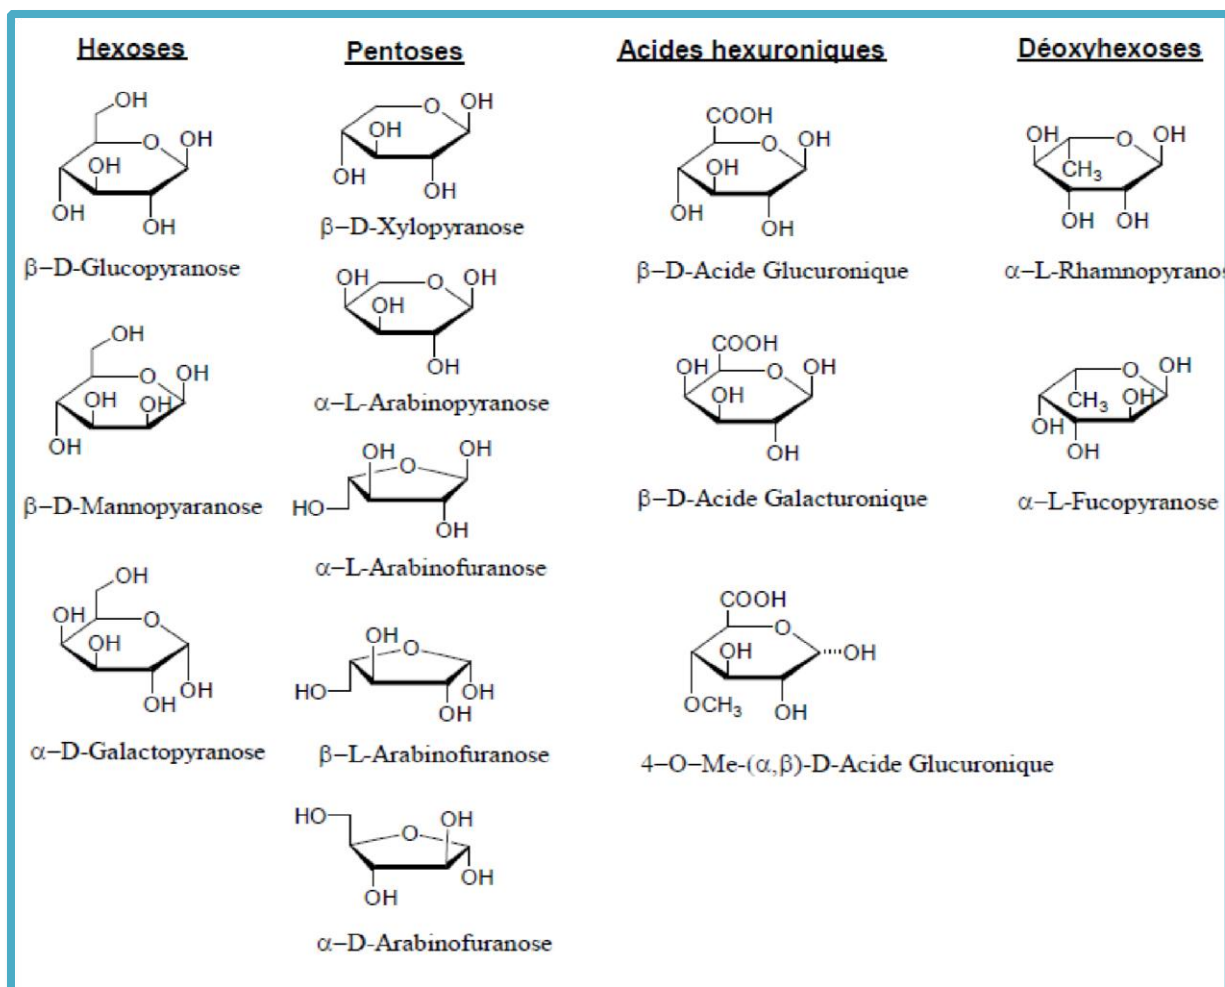 Hexoses
OH
O OH
OH
OH
OH
β–D-Glucopyranose
OH
O OH
OH OH
OH
β–D-Mannopyaranose
OH
OH O
OH
OH OH
α–D-Galactopyranose
Pentoses
O OH
OH
OH
OH
β–D-Xylopyranose
OH O OH
OH
OH
α–L-Arabinopyranose
OH OH
O
HO
OH
α–L-Arabinofuranose
OH
O
HO OH
OH
β–L-Arabinofuranose
HO OH
O
OH
OH
α–D-Arabinofuranose
Acides hexuroniques
COOH
O OH
OH
OH
OH
β–D-Acide Glucuronique
COOH
OH O OH
OH
OH
β–D-Acide Galacturonique
COOH
O
OH OH
OCH3 OH
4–O–Me-(α,β)-D-Acide Glucuronique
Déoxyhexoses
OH O OH
CH3
OH OH
α–L-Rhamnopyranos
O OH
CH3 OH
OH
OH
α–L-Fucopyranose